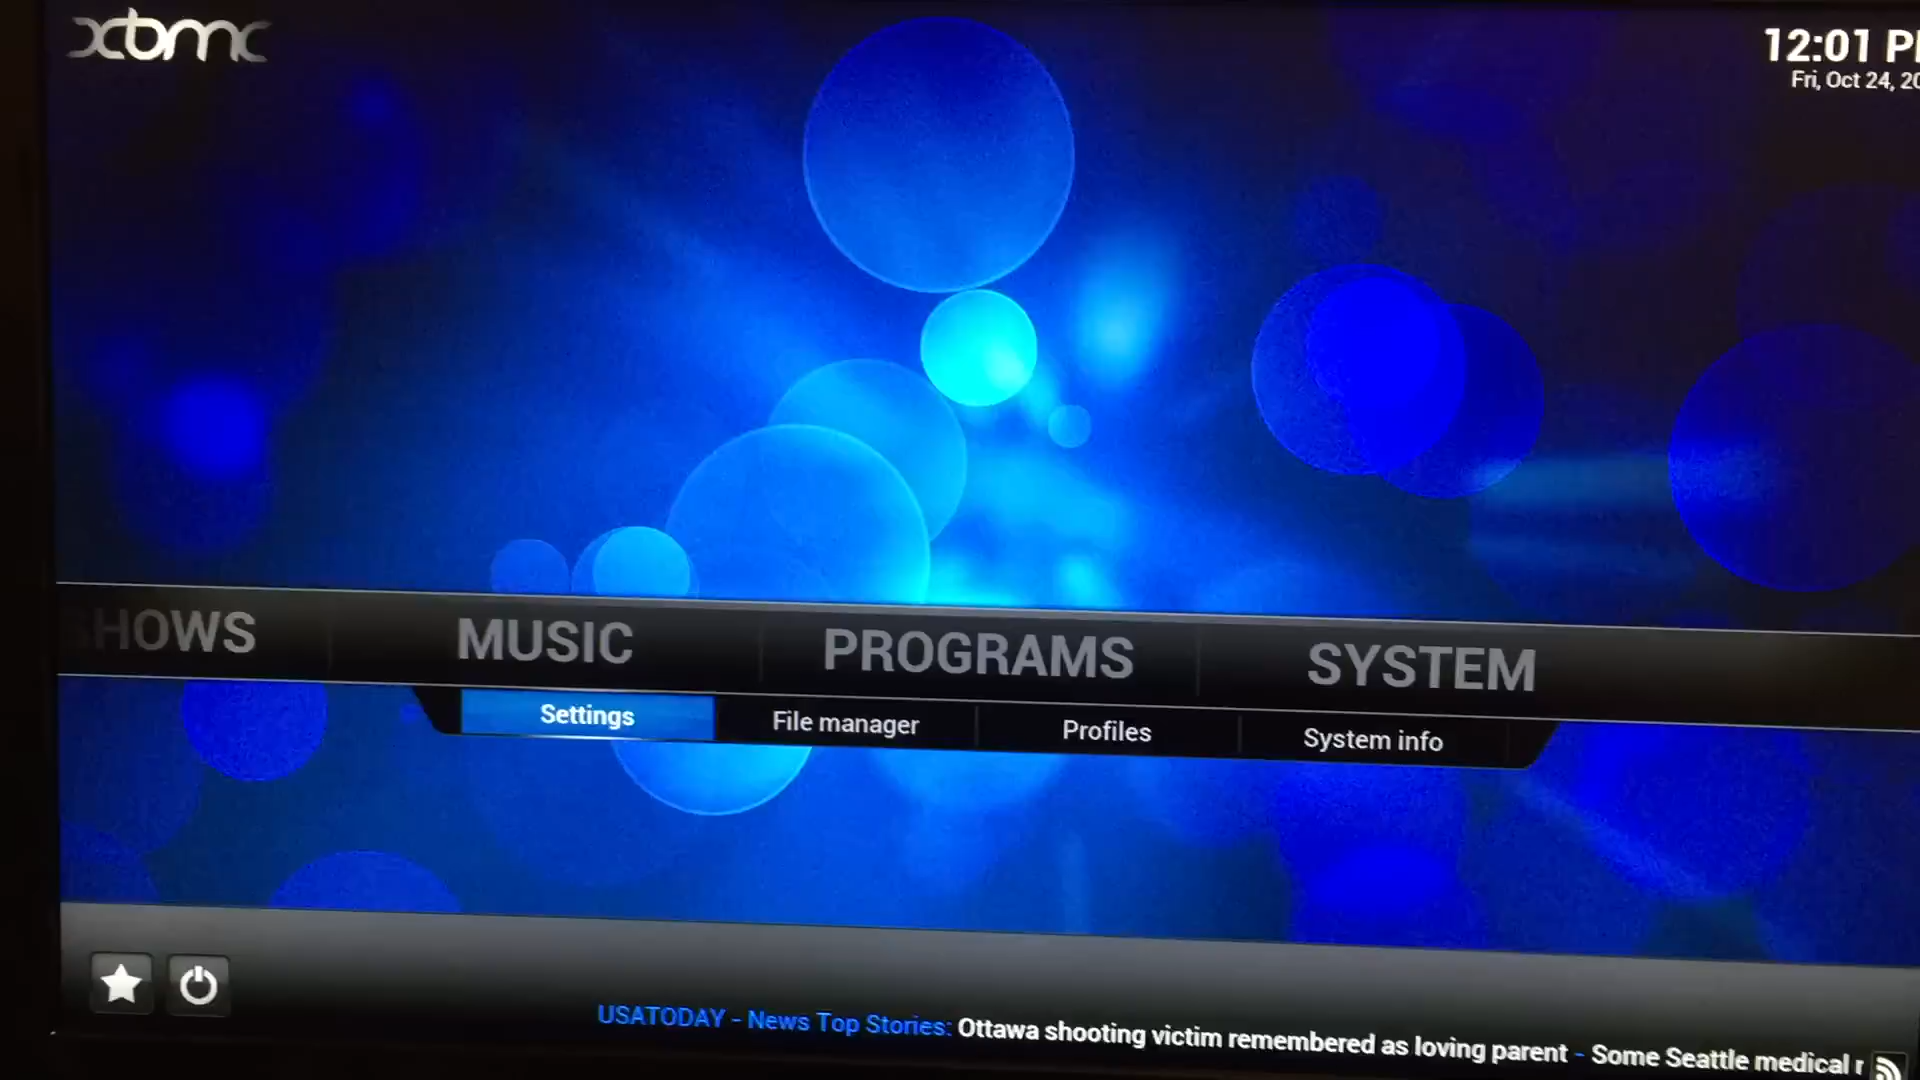 xbmc
12:01
Fri, Oct 24,
SHOWS MUSIC PROGRAMS SYSTEM
Settings File manager Profiles System info
USATODAY - News Top Stories: Ottawa shooting victim remembered as loving parent - Some Seattle medical